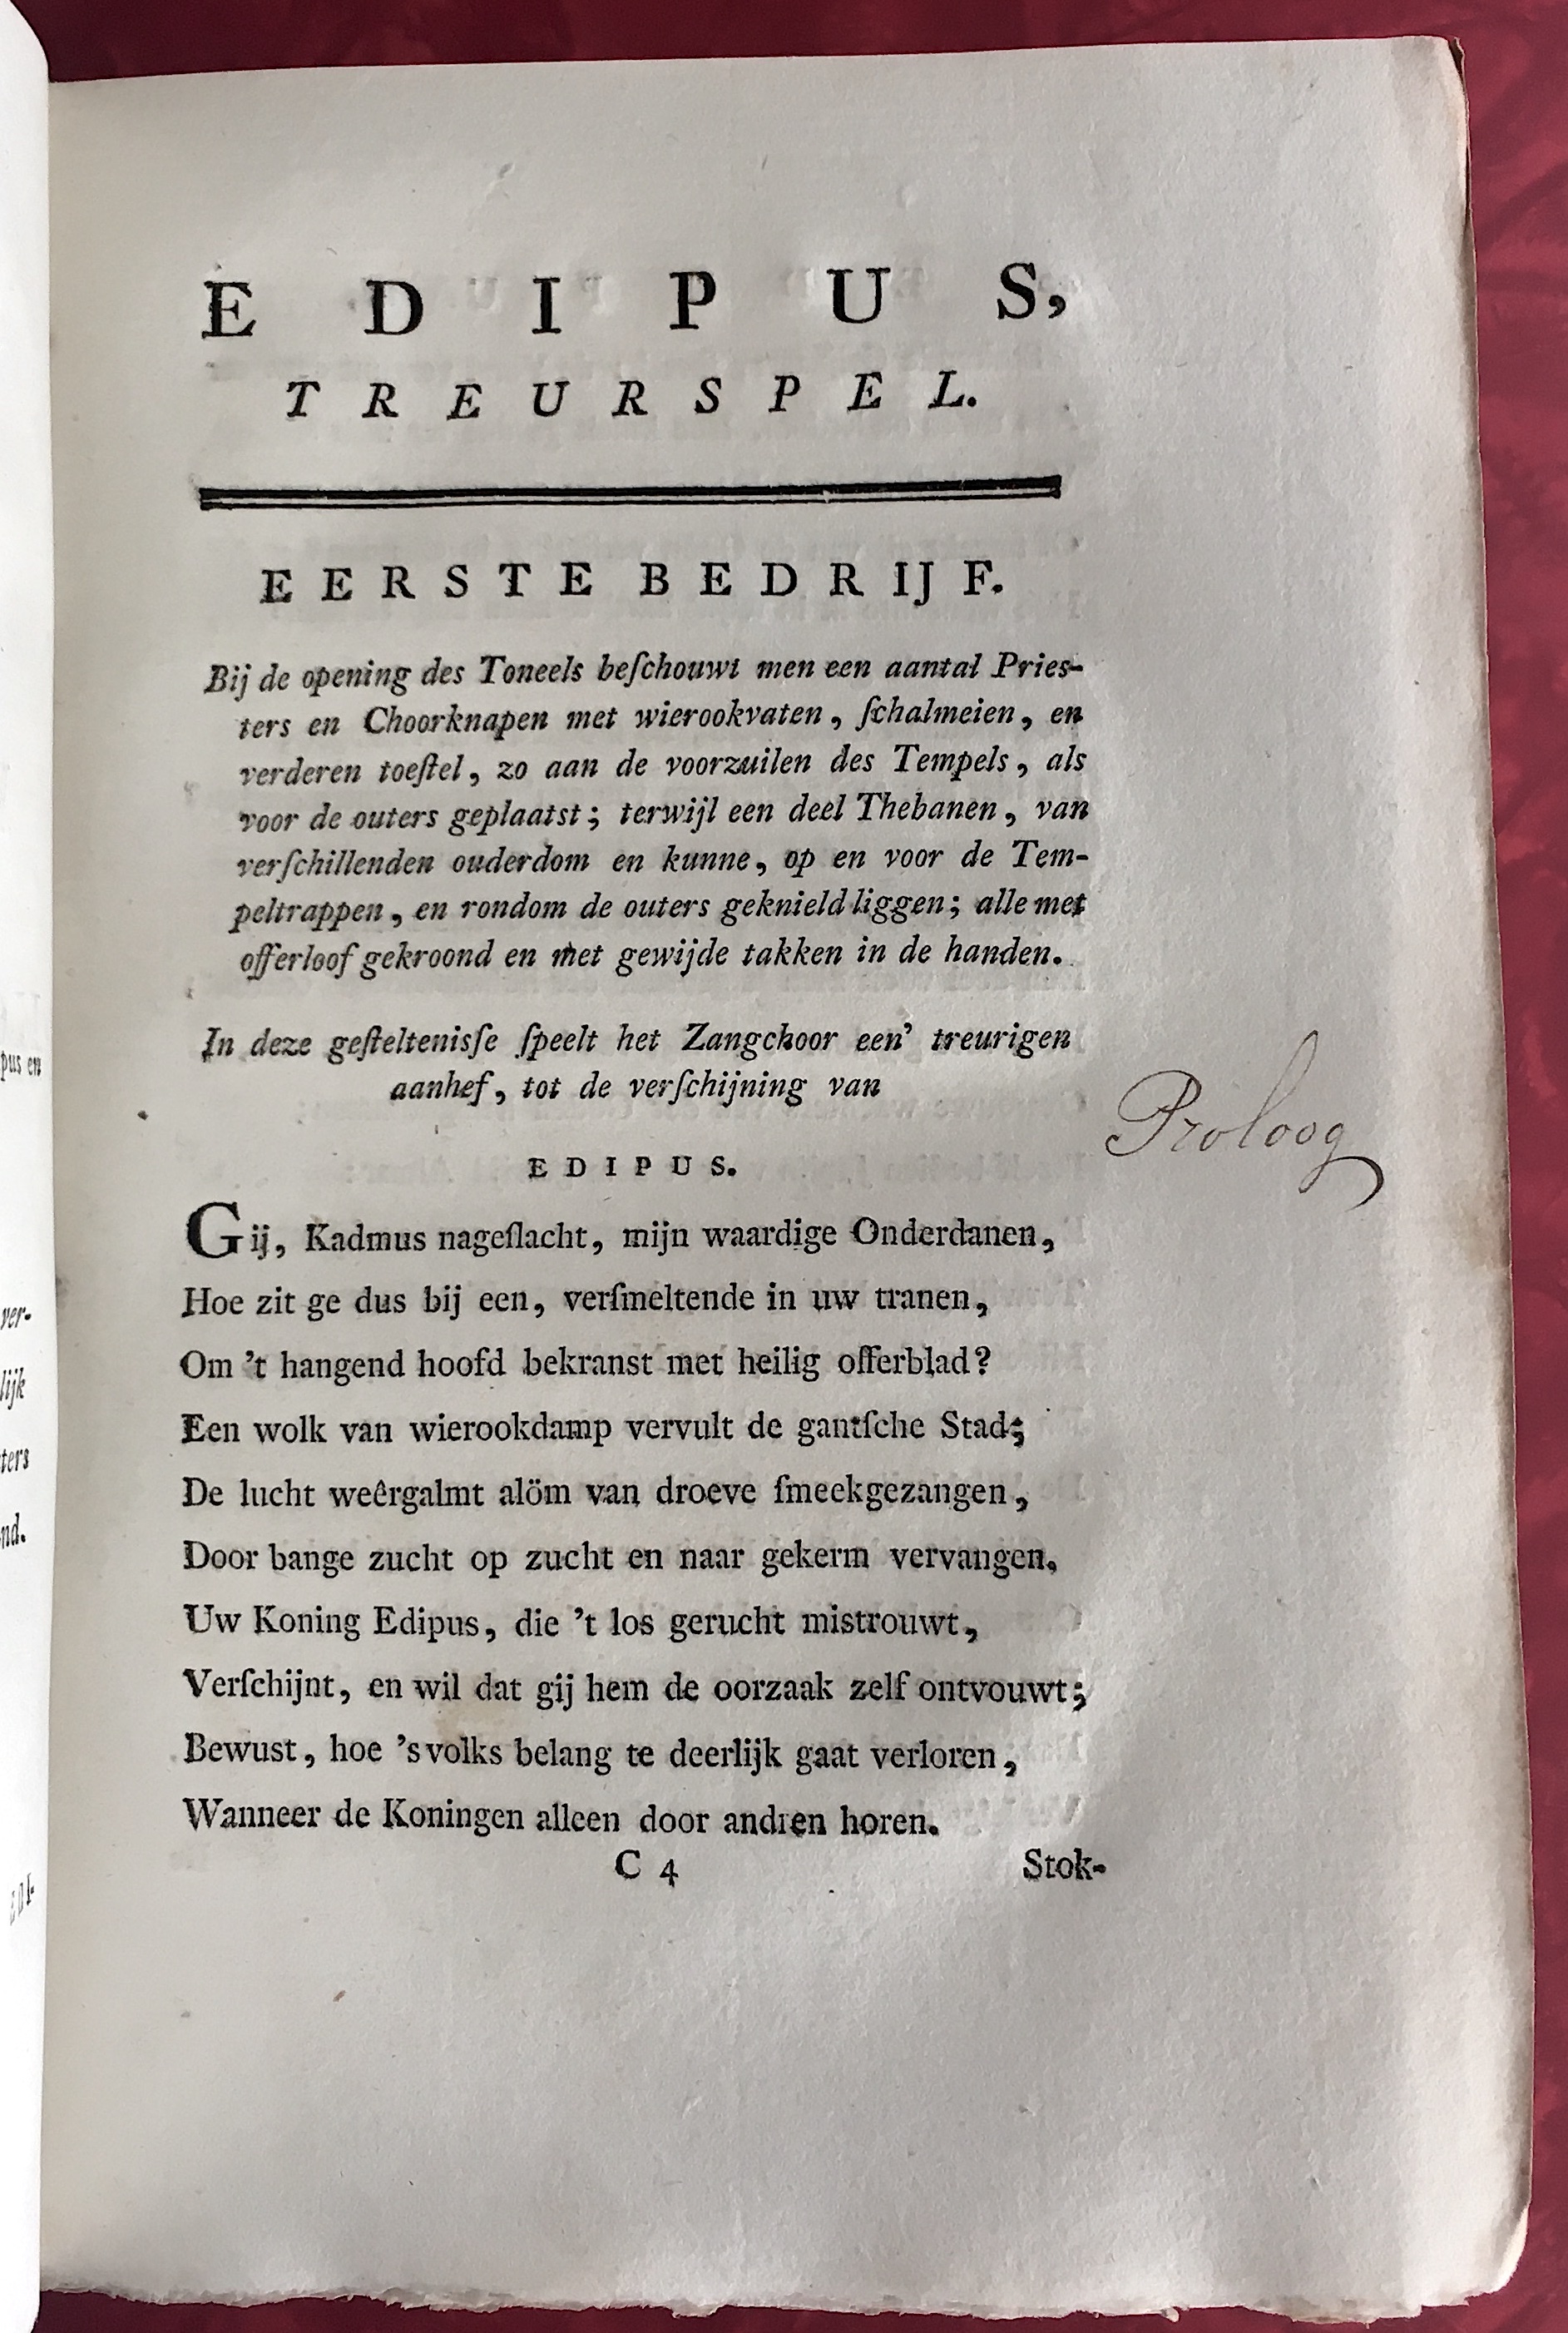 EDIPUS,
TREURSPEL.
EERSTE BEDRIJF.
Bij de opening des Toneels beſchouwt men een aantal Pries-
ters en Choorknapen met wierookvaten, ſchalmeien, en
verderen toeſtel, zo aan de voorzuilen des Tempels, als
voor de outers geplaatst; terwijl een deel Thebanen, van
verſchillenden ouderdom en kunne, op en voor de Tem-
peltrappen, en rondom de outers geknield liggen; alle met
offerloof gekroond en met gewijde takken in de handen.
In deze geſteltenisſe ſpeelt het Zangchoor een' treurigen
aanhef, tot de verſchijning van
Proloog
EDIPUS.
Gij, Kadmus nageſlacht, mijn waardige Onderdanen,
Hoe zit ge dus bij een, verſmeltende in uw tranen,
Om 't hangend hoofd bekranst met heilig offerblad?
Een wolk van wierookdamp vervult de gantſche Stad;
De lucht weêrgalmt alöm van droeve ſmeekgezangen,
Door bange zucht op zucht en naar gekerm vervangen.
Uw Koning Edipus, die 't los gerucht mistrouwt,
Verſchijnt, en wil dat gij hem de oorzaak zelf ontvouwt;
Bewust, hoe 's volks belang te deerlijk gaat verloren,
Wanneer de Koningen alleen door andren horen.
C 4 Stok-
pus en
ver-
lijk
ters
nd.